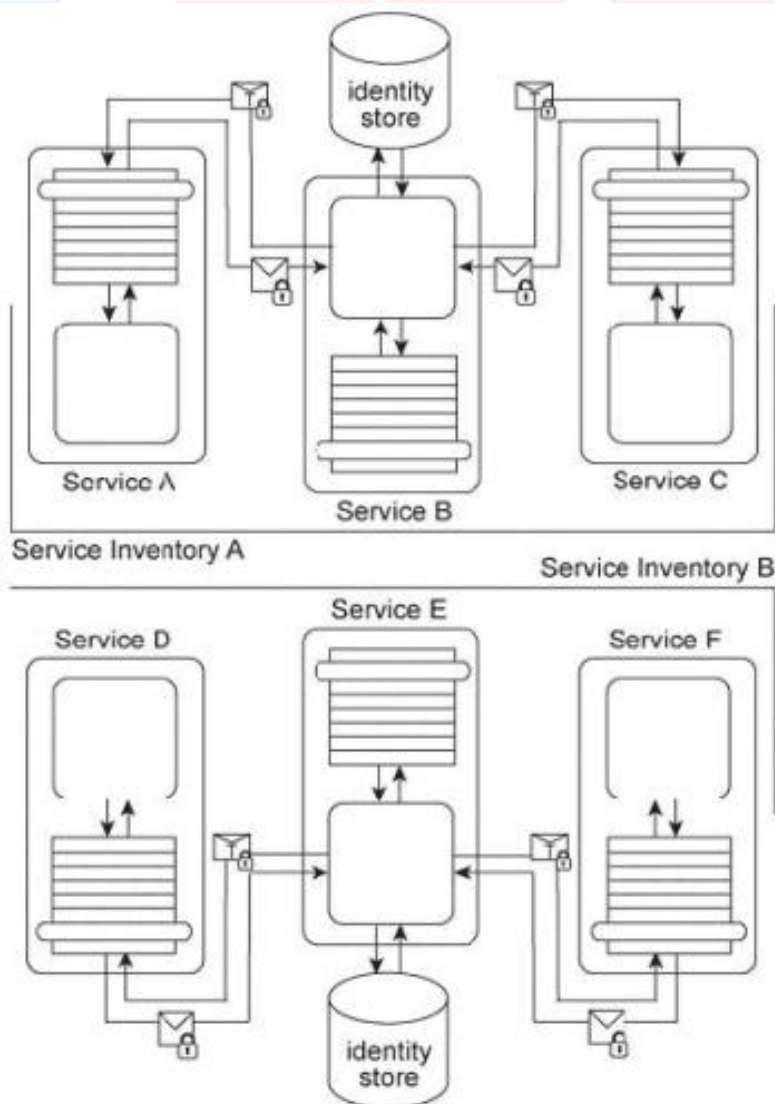 identity
store
Service A
Service B
Service C
Service Inventory A
Service Inventory B
Service D
Service E
Service F
identity
store